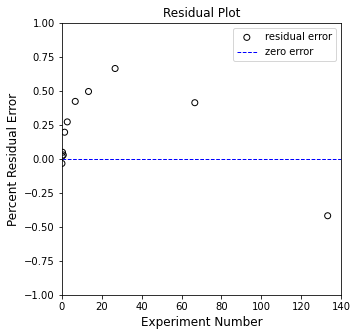 Residual Plot
1.00
0.75
0.50
0.25
0.00
−0.25
−0.50
−0.75
−1.00
Percent Residual Error
residual error
zero error
0 20 40 60 80 100 120 140
Experiment Number